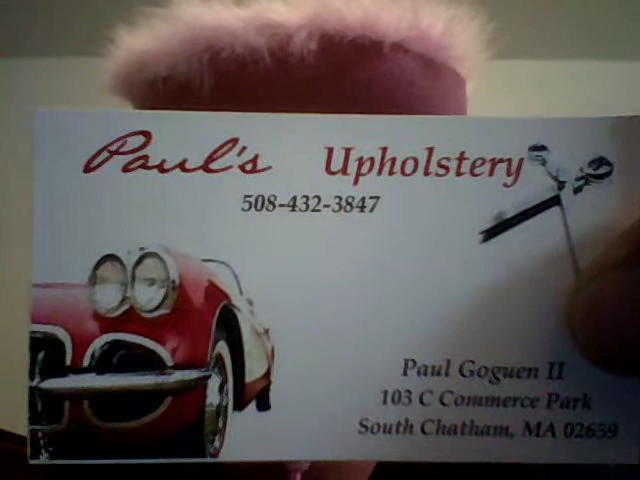 Paul's Upholstery
508-432-3847
Paul Goguen II
103 C Commerce Park
South Chatham, MA 02659